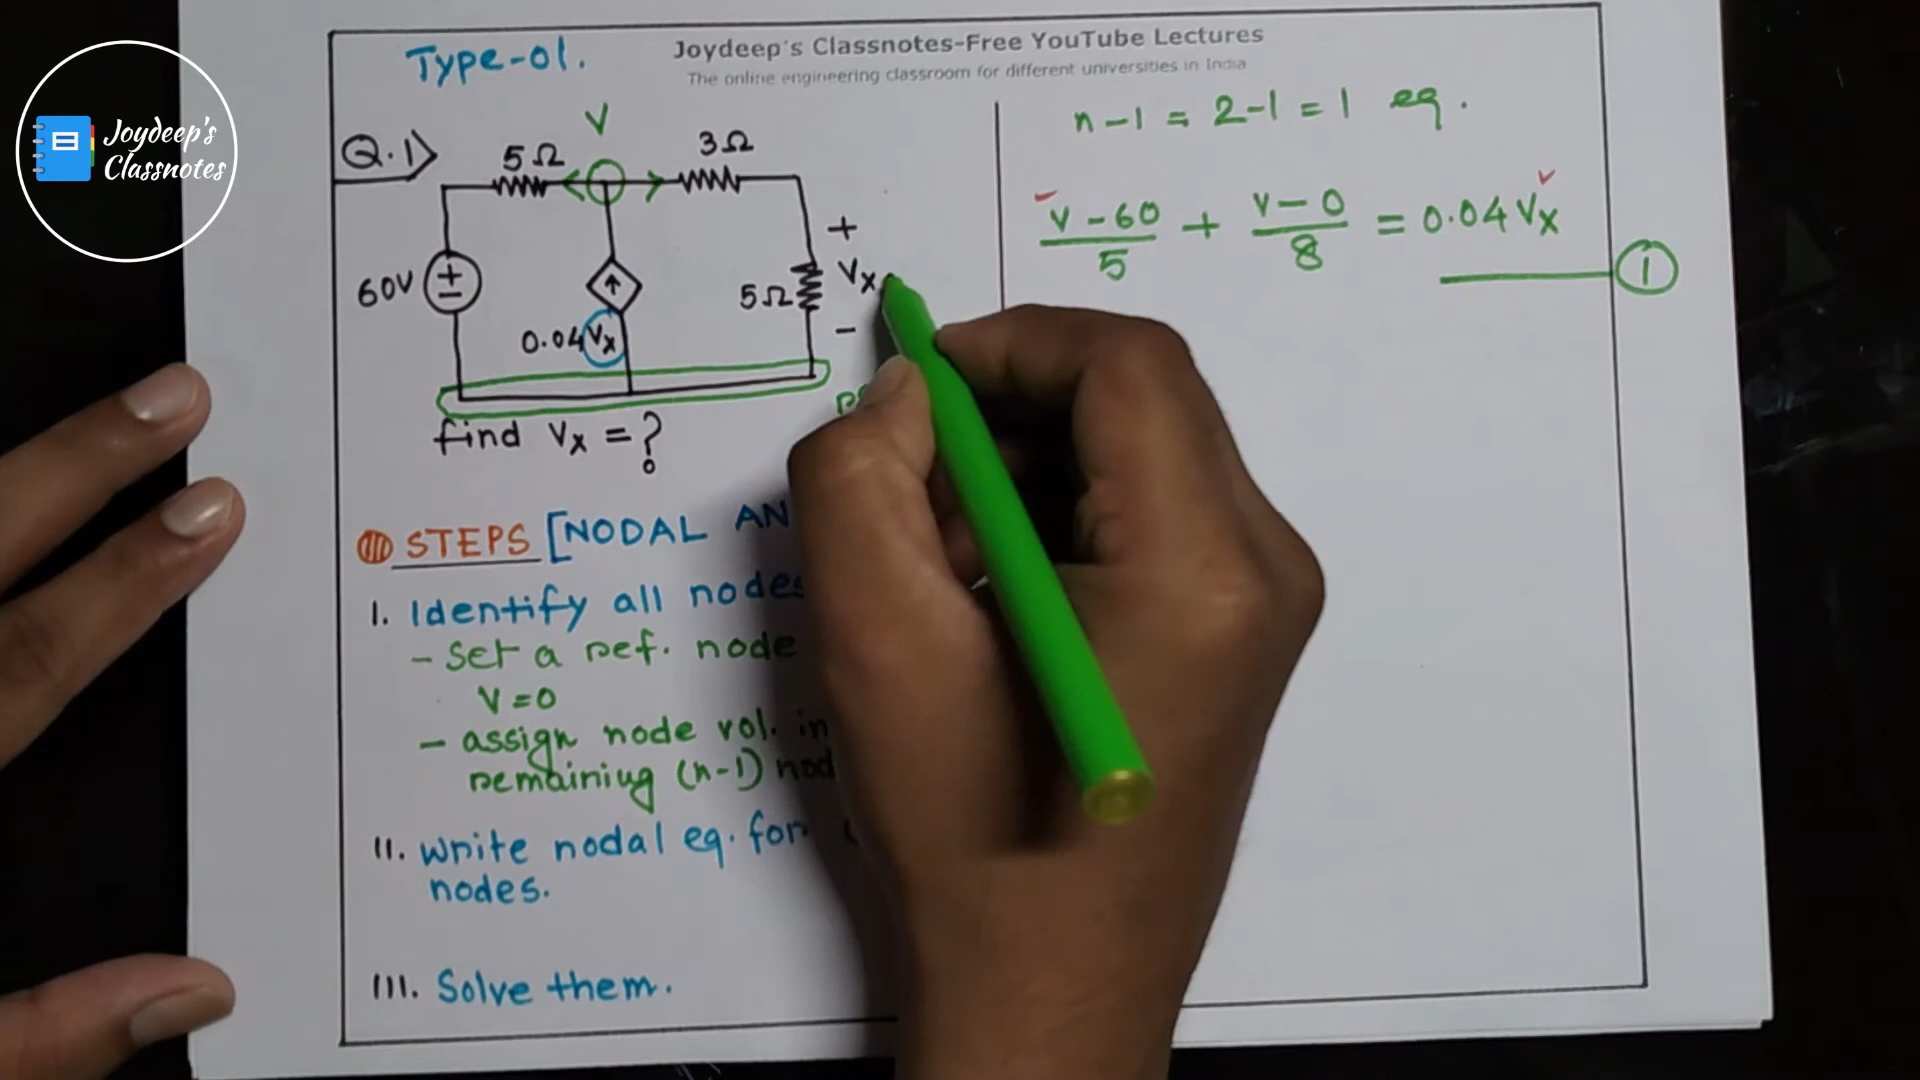 Joydeep's
Classnotes
Type-01.
Joydeep's Classnotes-Free YouTube Lectures
The online engineering classroom for different universities in India
Q.1
V
5Ω
3Ω
60V
+
-
0.04Vx
5Ω
+
Vx
-
find Vx = ?
n-1 = 2-1 = 1 eq.
V-60/5 + V-0/8 = 0.04Vx
1
STEPS [NODAL
I. Identify all nodes
- set a ref. node
V=0
- assign node vol. in
remaining (n-1)
II. Write nodal eq. for
nodes.
III. Solve them.